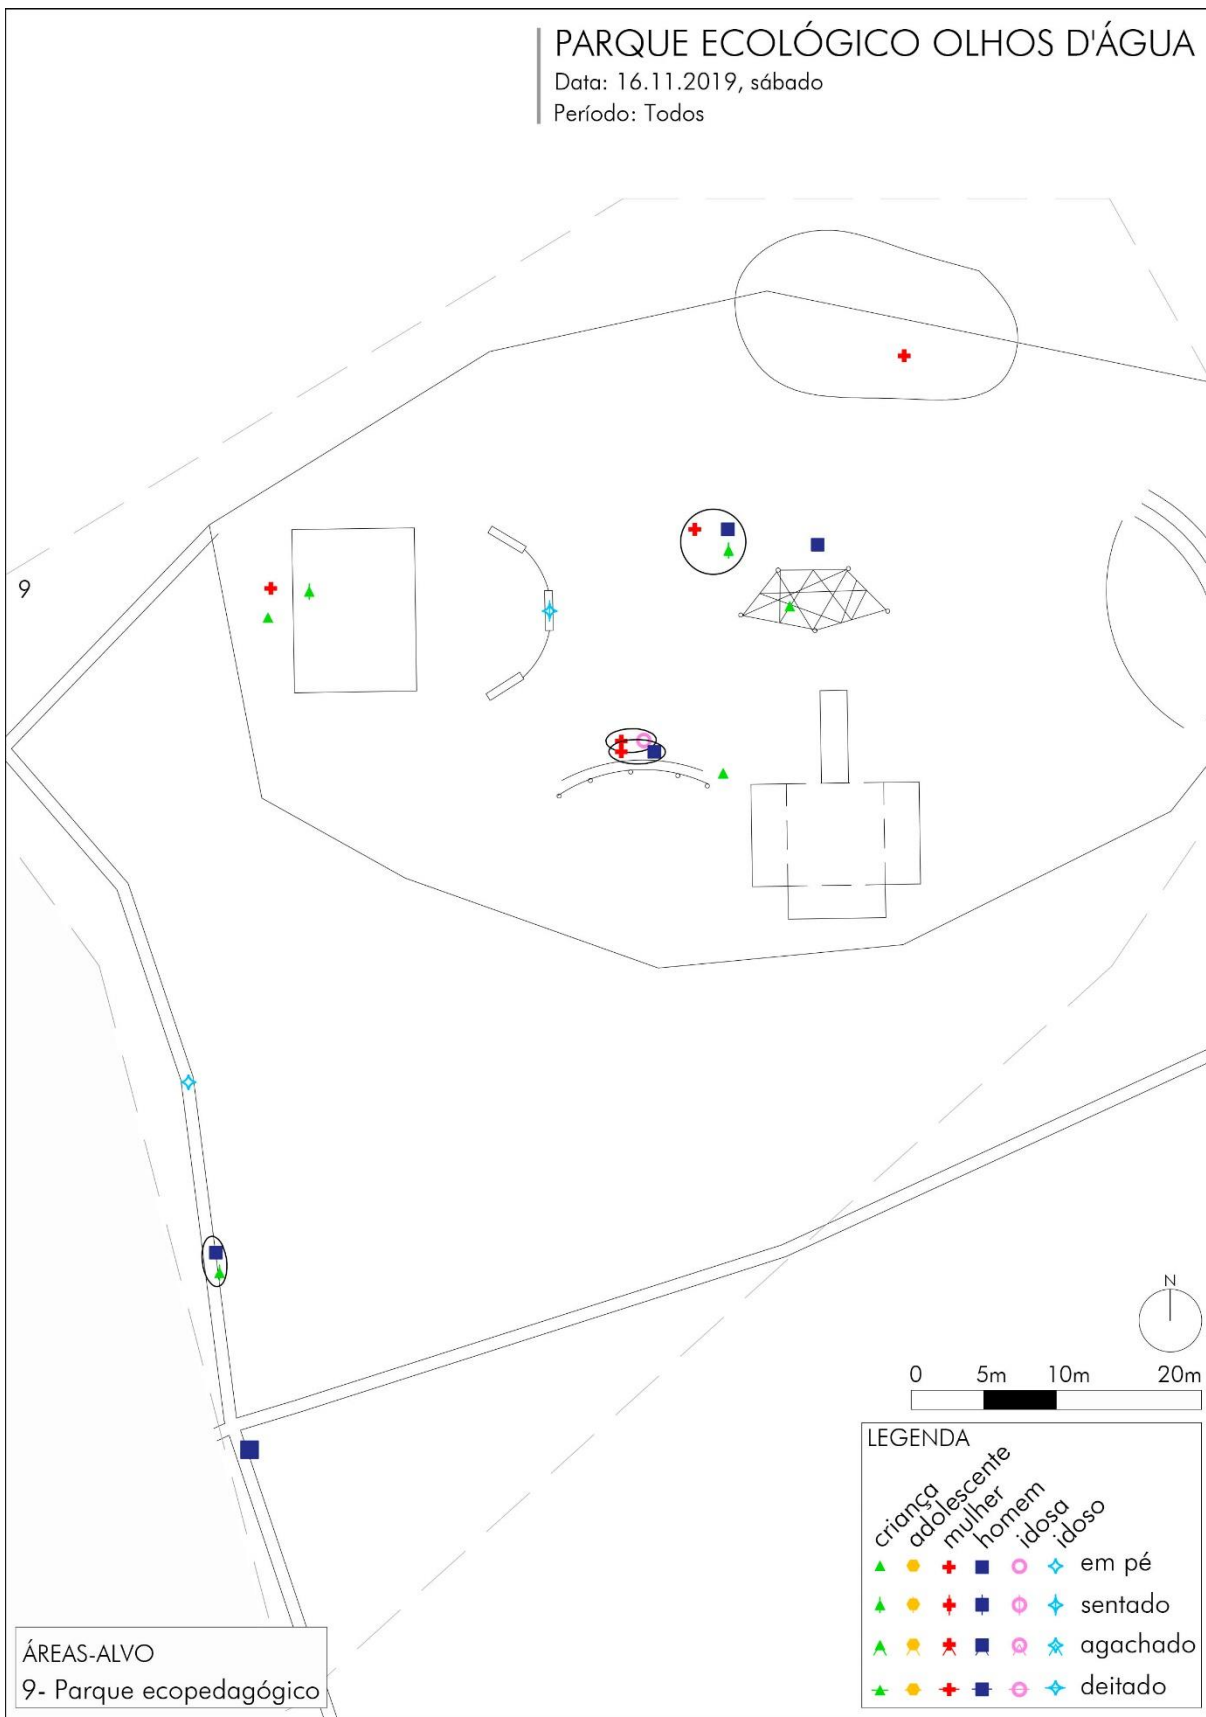 PARQUE ECOLÓGICO OLHOS D'ÁGUA
Data: 16.11.2019, sábado
Período: Todos
9
N
0 5m 10m 20m
LEGENDA
criança adolescente mulher homem idosa idoso
em pé
sentado
agachado
deitado
ÁREAS-ALVO
9- Parque ecopedagógico